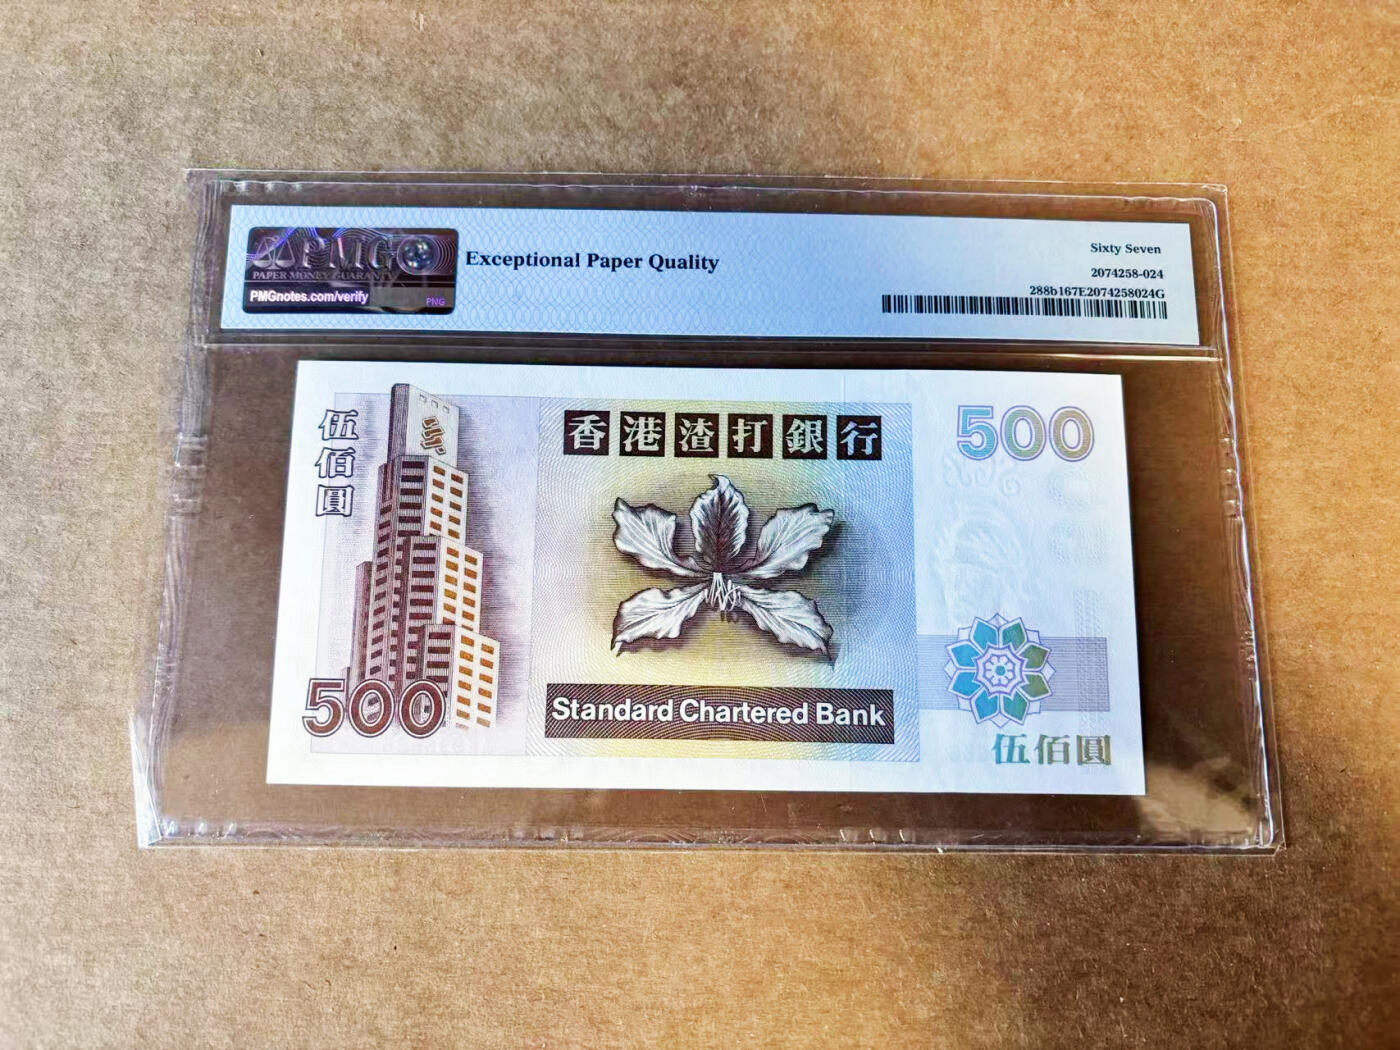 PMG
PAPER MONEY GUARANTY
PMGnotes.com/verify
PNG
Exceptional Paper Quality
Sixty Seven
2074258-024
288b167E2074258024G
伍佰圓
香港渣打銀行
500
500
Standard Chartered Bank
伍佰圓